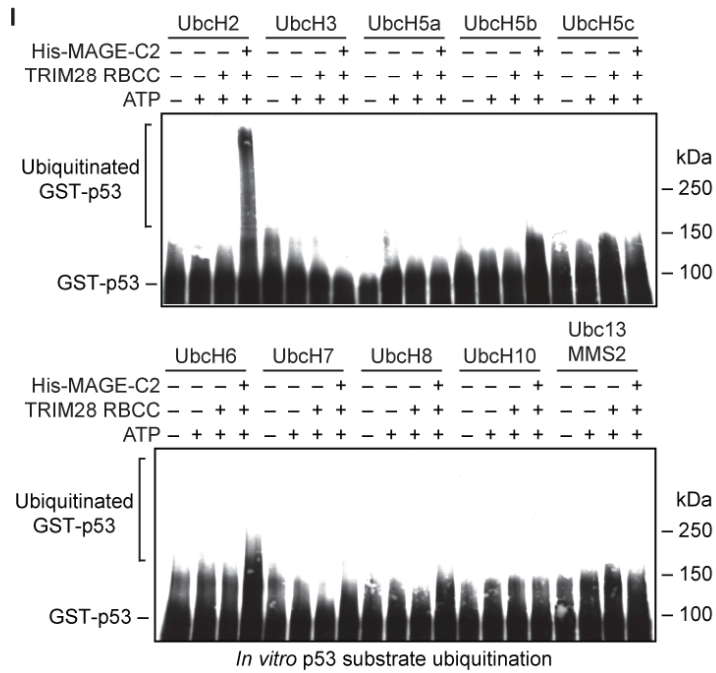 I
UbcH2 UbcH3 UbcH5a UbcH5b UbcH5c
His-MAGE-C2 – – – + – – – + – – – + – – – + – – – +
TRIM28 RBCC – – + + – – + + – – + + – – + + – – + +
ATP – + + + – + + + – + + + – + + + – + + +
Ubiquitinated
GST-p53
kDa
– 250
– 150
– 100
GST-p53 –
Ubc13
UbcH6 UbcH7 UbcH8 UbcH10 MMS2
His-MAGE-C2 – – – + – – – + – – – + – – – + – – – +
TRIM28 RBCC – – + + – – + + – – + + – – + + – – + +
ATP – + + + – + + + – + + + – + + + – + + +
Ubiquitinated
GST-p53
kDa
– 250
– 150
– 100
GST-p53 –
In vitro p53 substrate ubiquitination